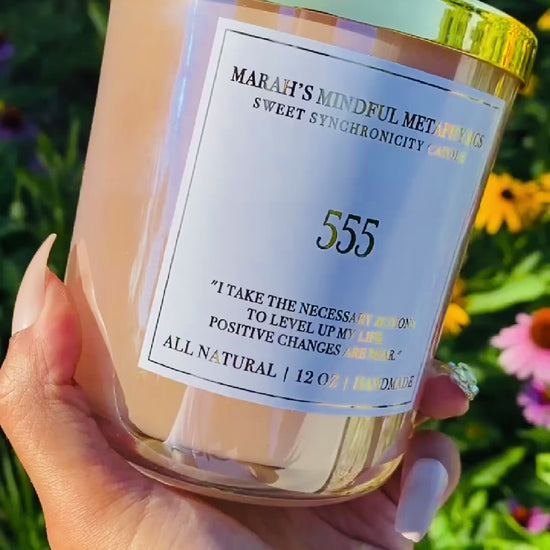 MARAH'S MINDFUL METAPHYSICS
SWEET SYNCHRONICITY CANDLE
555
"I TAKE THE NECESSARY ACTIONS
TO LEVEL UP MY LIFE.
POSITIVE CHANGES ARE NEAR."
ALL NATURAL | 12 OZ | HANDMADE